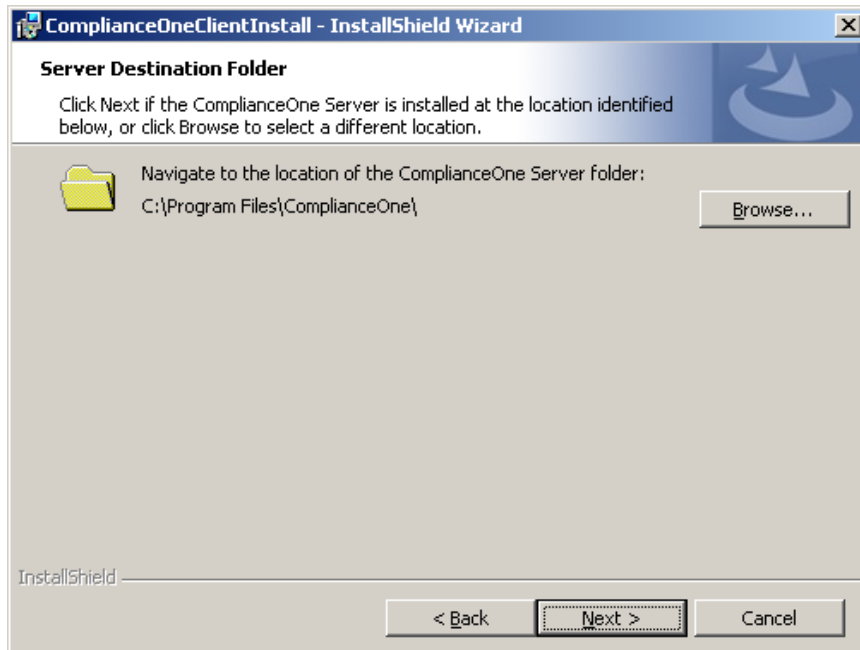 ComplianceOneClientInstall - InstallShield Wizard
Server Destination Folder
Click Next if the ComplianceOne Server is installed at the location identified
below, or click Browse to select a different location.
Navigate to the location of the ComplianceOne Server folder:
C:\Program Files\ComplianceOne\
Browse...
InstallShield
< Back
Next >
Cancel